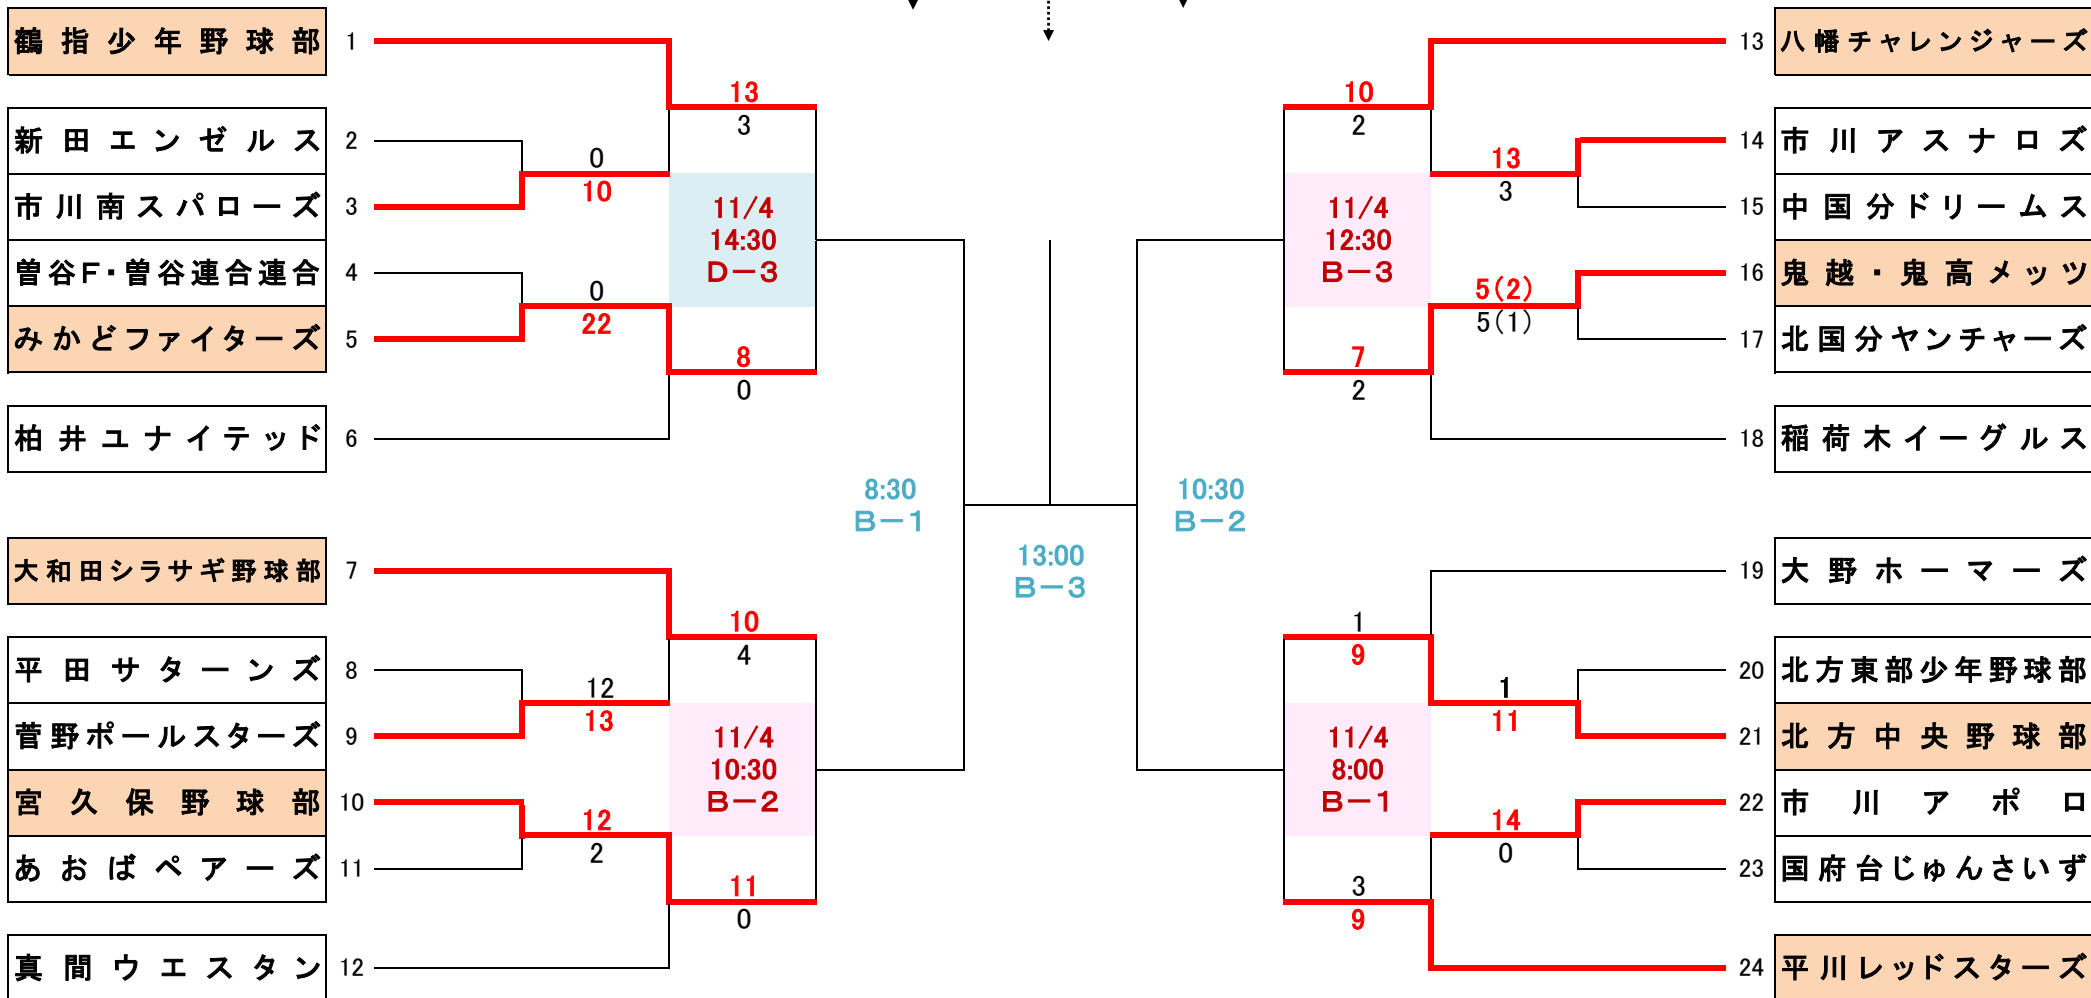 鶴指少年野球部 1
13
3
新田エンゼルス 2
0
10
市川南スパローズ 3
11/4
14:30
D－3
曽谷F・曽谷連合連合 4
0
22
みかどファイターズ 5
8
0
柏井ユナイテッド 6
8:30
B－1
大和田シラサギ野球部 7
10
4
平田サターンズ 8
12
13
菅野ポールスターズ 9
11/4
10:30
B－2
宮久保野球部 10
12
2
あおばペアーズ 11
11
0
真間ウエスタン 12
13:00
B－3
13 八幡チャレンジャーズ
10
2
14 市川アスナロズ
13
3
15 中国分ドリームス
11/4
12:30
B－3
16 鬼越・鬼高メッツ
5(2)
5(1)
17 北国分ヤンチャーズ
7
2
18 稲荷木イーグルス
10:30
B－2
19 大野ホーマーズ
1
9
20 北方東部少年野球部
1
11
21 北方中央野球部
11/4
8:00
B－1
22 市川アポロ
14
0
23 国府台じゅんさいず
3
9
24 平川レッドスターズ